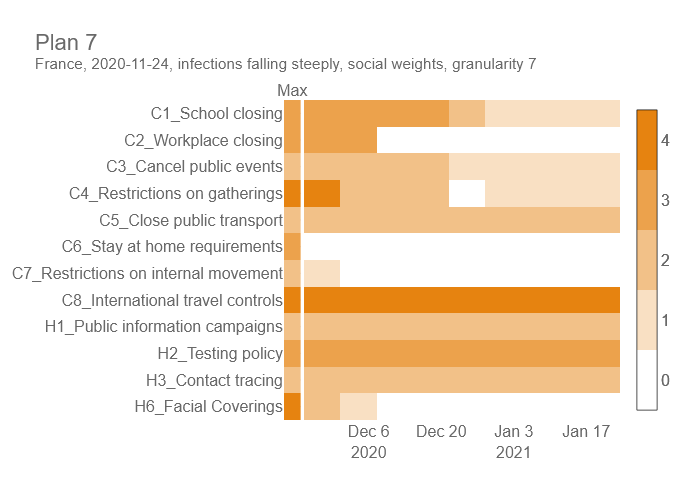 Plan 7
France, 2020-11-24, infections falling steeply, social weights, granularity 7
Max
C1_School closing
C2_Workplace closing
C3_Cancel public events
C4_Restrictions on gatherings
C5_Close public transport
C6_Stay at home requirements
C7_Restrictions on internal movement
C8_International travel controls
H1_Public information campaigns
H2_Testing policy
H3_Contact tracing
H6_Facial Coverings
4
3
2
1
0
Dec 6 Dec 20 Jan 3 Jan 17
2020 2021